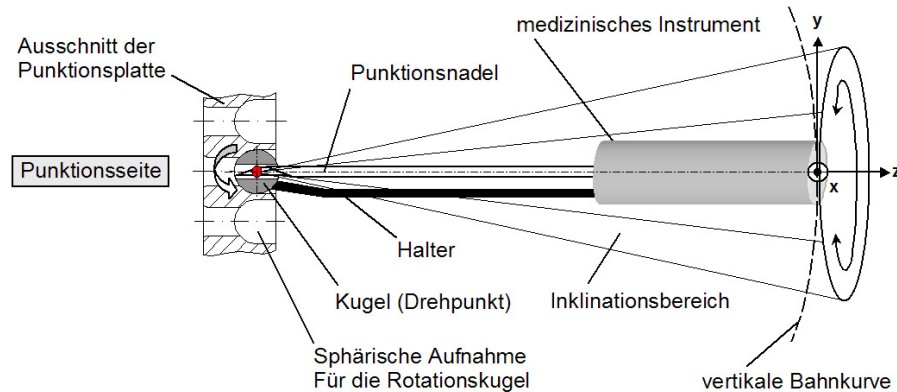 medizinisches Instrument
y
Ausschnitt der
Punktionsplatte
Punktionsnadel
Punktionsseite
z
x
Halter
Kugel (Drehpunkt)
Inklinationsbereich
Sphärische Aufnahme
Für die Rotationskugel
vertikale Bahnkurve